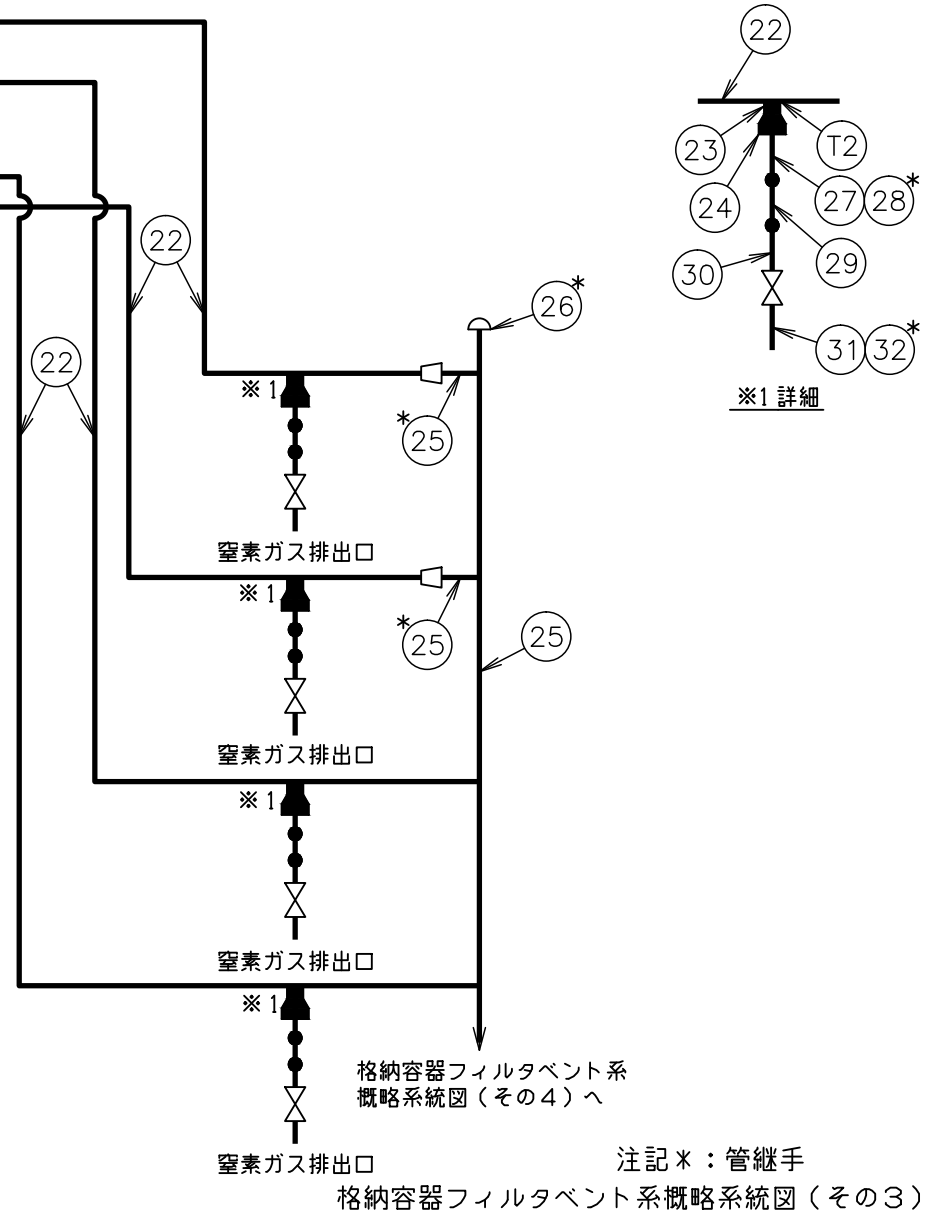 22
23
T2
24
27 28*
29
30
31 32*
※1 詳細
22
26*
22
※1
*25
窒素ガス排出口
※1
*25
25
窒素ガス排出口
※1
窒素ガス排出口
※1
格納容器フィルタベント系
概略系統図(その4)へ
窒素ガス排出口
注記*:管継手
格納容器フィルタベント系概略系統図(その3)